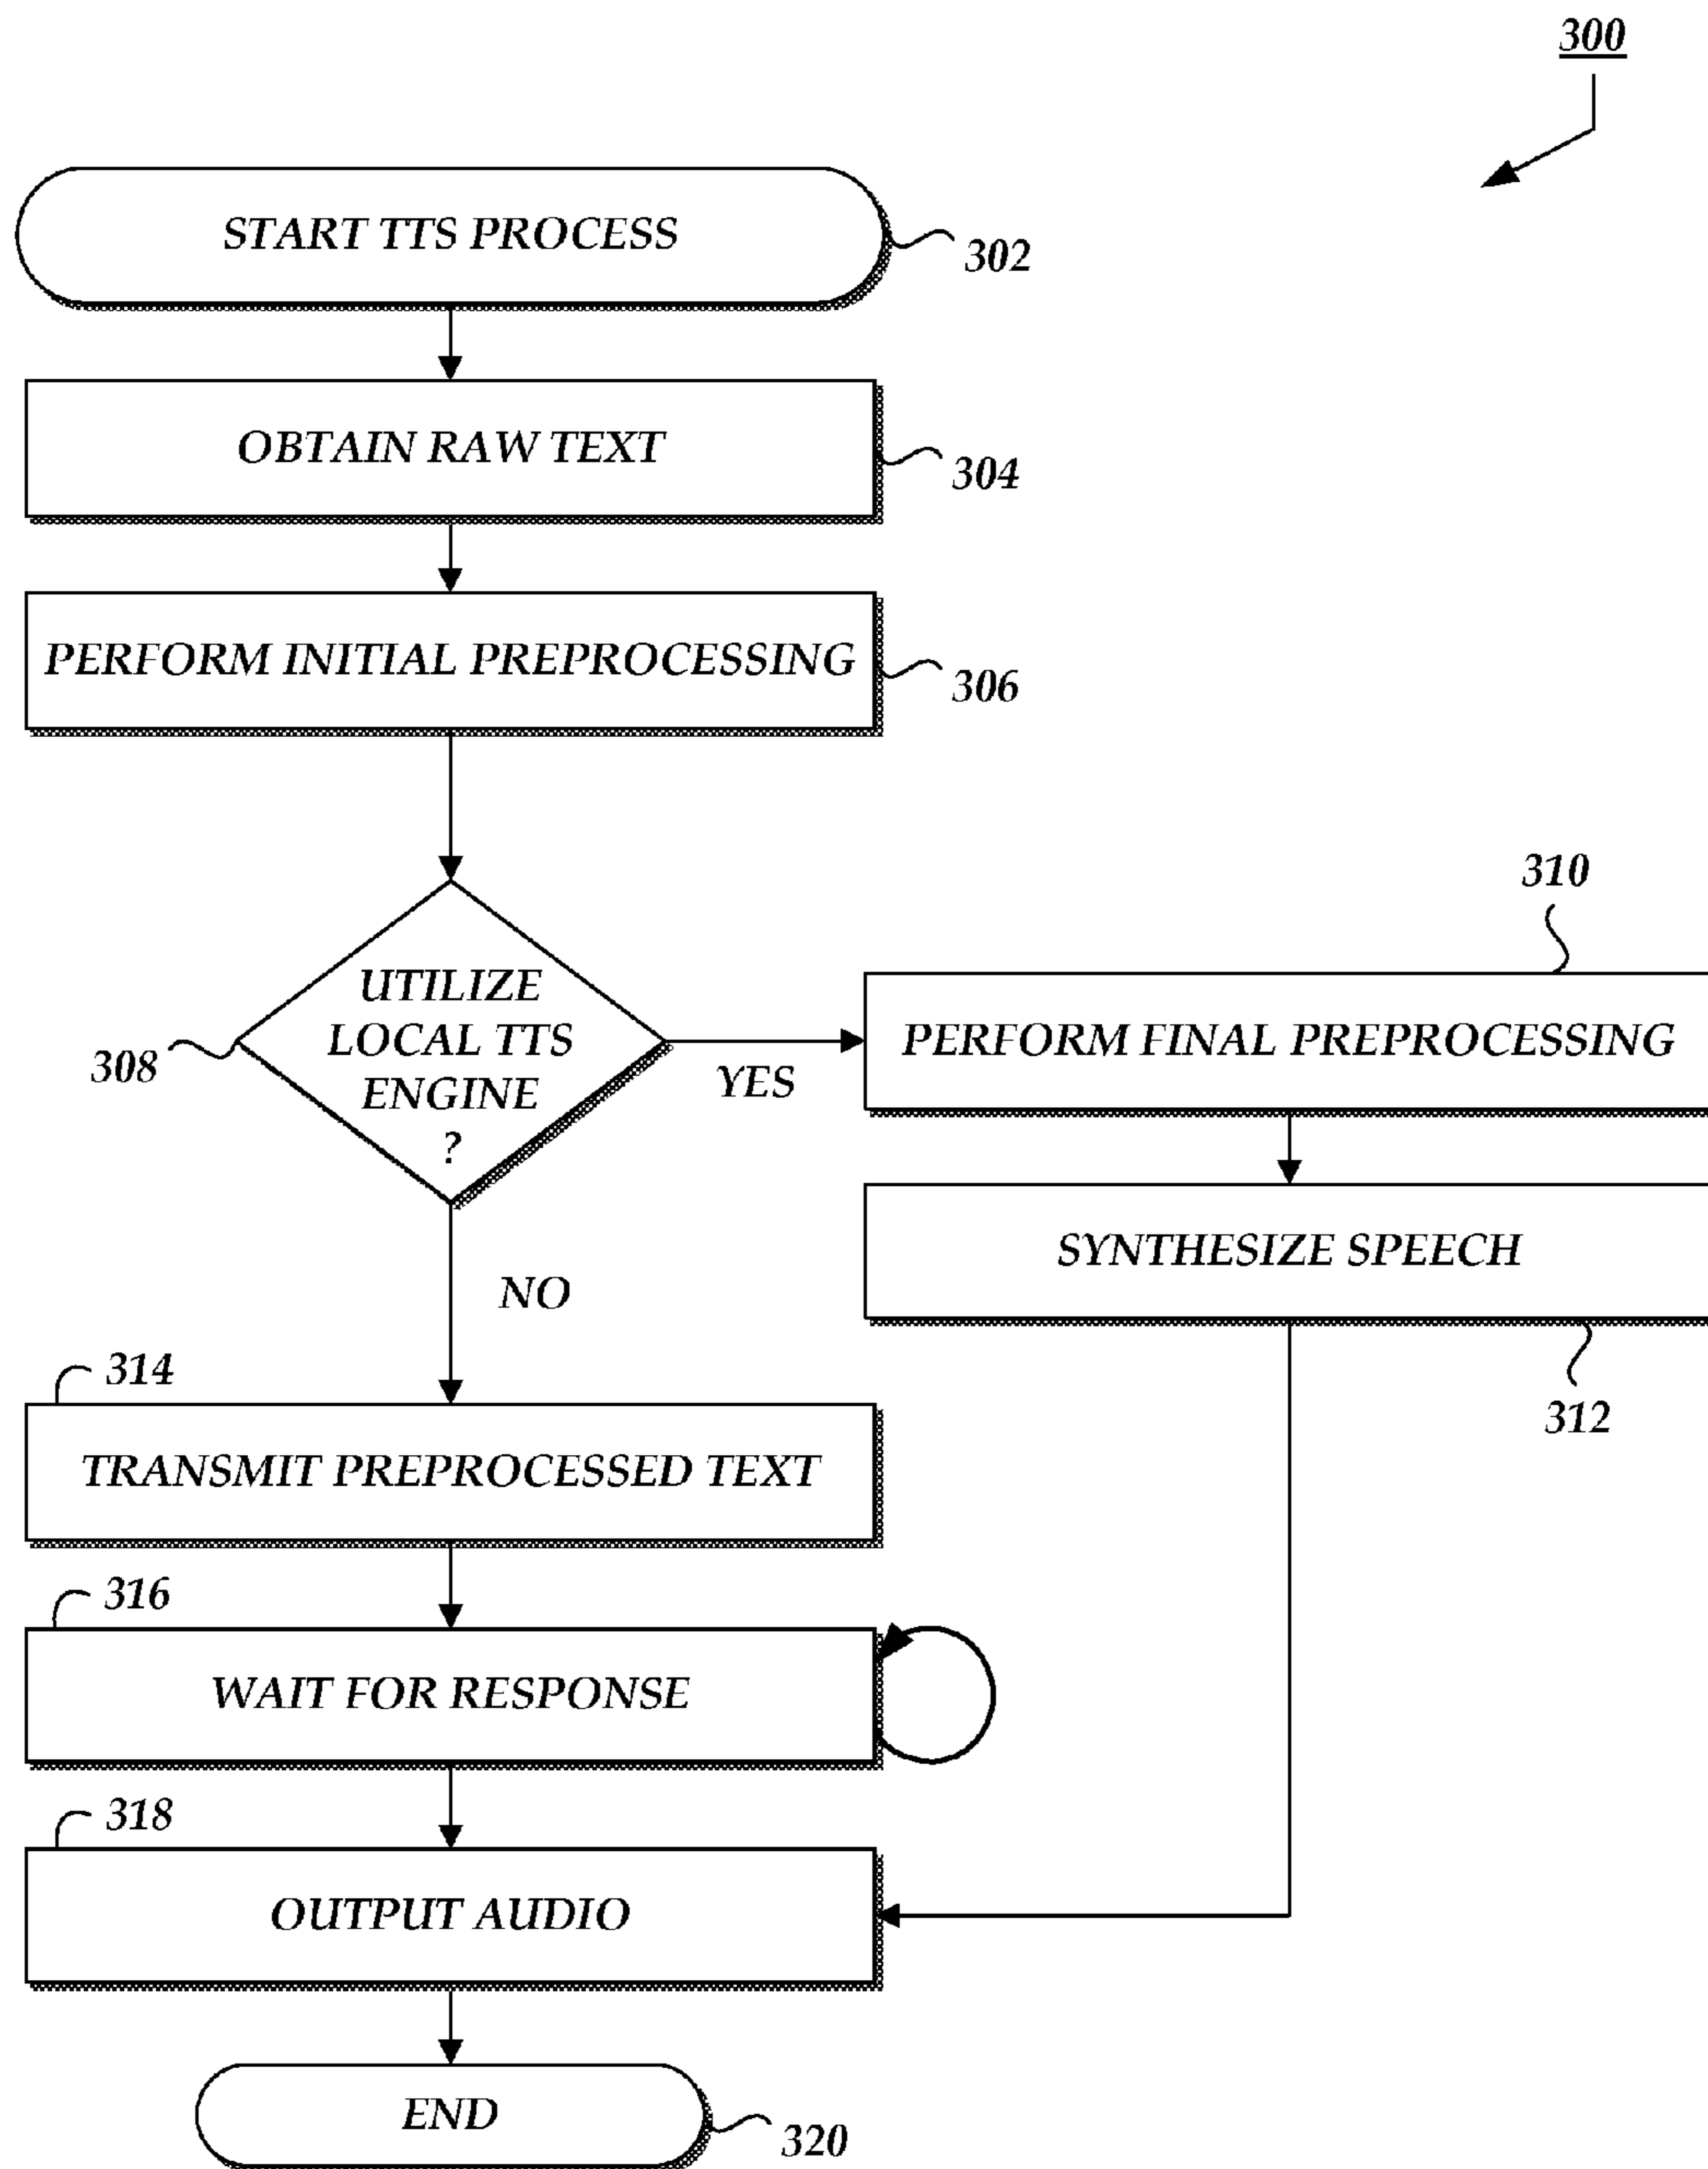 300
START TTS PROCESS
302
OBTAIN RAW TEXT
304
PERFORM INITIAL PREPROCESSING
306
UTILIZE
LOCAL TTS
ENGINE
?
308
YES
310
PERFORM FINAL PREPROCESSING
SYNTHESIZE SPEECH
312
NO
314
TRANSMIT PREPROCESSED TEXT
316
WAIT FOR RESPONSE
318
OUTPUT AUDIO
END
320